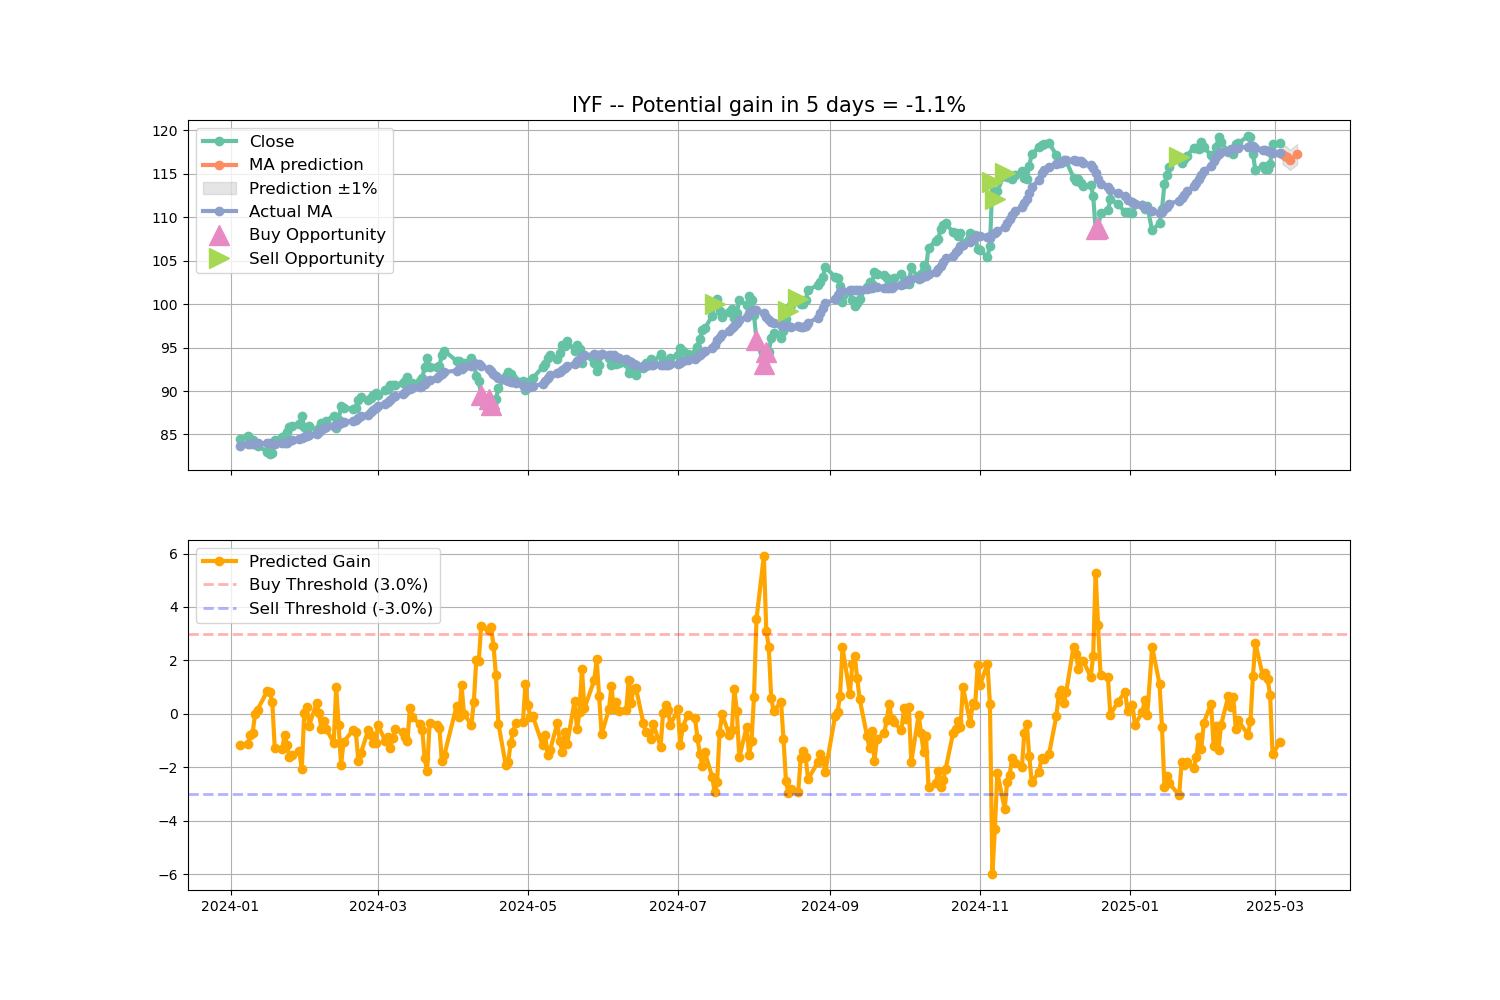 IYF -- Potential gain in 5 days = -1.1%
120
115
110
105
100
95
90
85
Close
MA prediction
Prediction ±1%
Actual MA
Buy Opportunity
Sell Opportunity
6
4
2
0
−2
−4
−6
Predicted Gain
Buy Threshold (3.0%)
Sell Threshold (-3.0%)
2024-01
2024-03
2024-05
2024-07
2024-09
2024-11
2025-01
2025-03